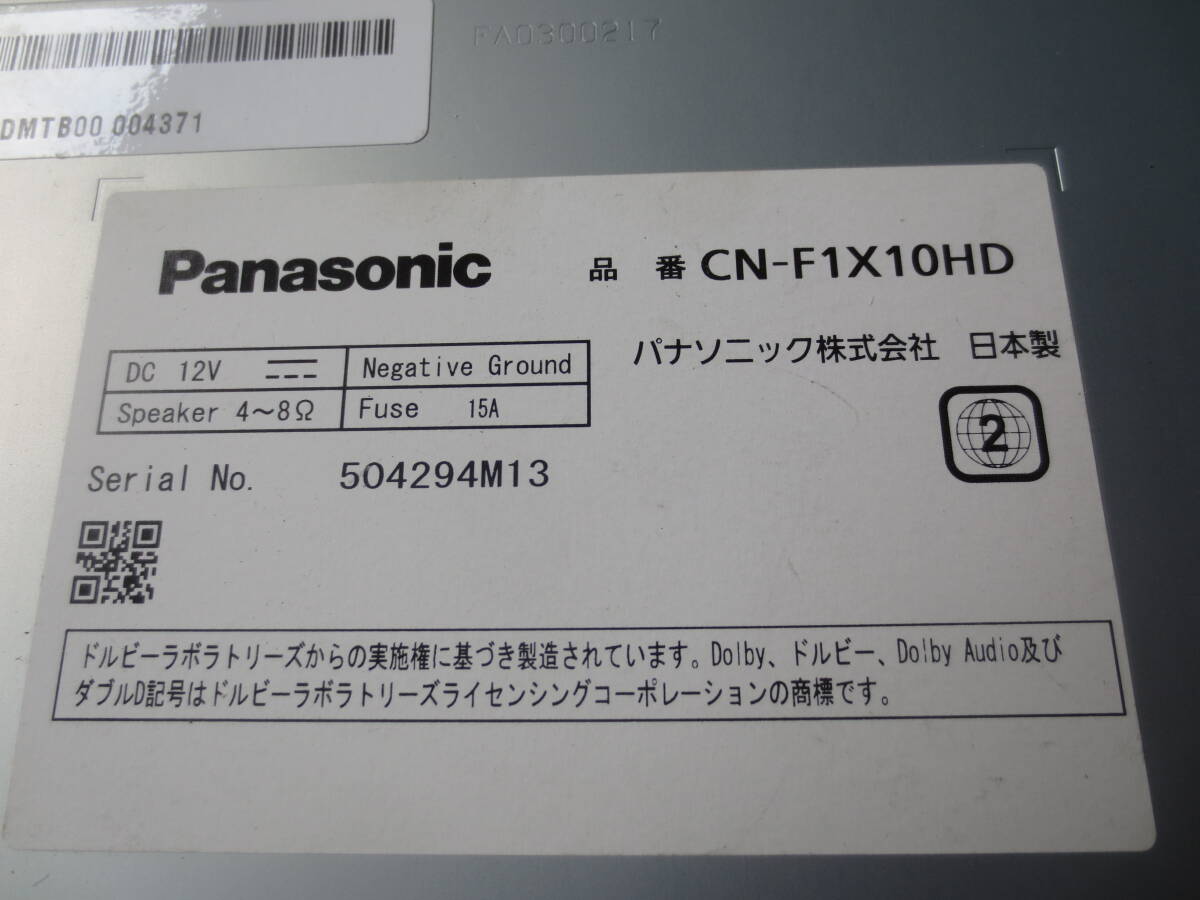 FA0300217
DMTB00 004371
Panasonic 品 番 CN-F1X10HD
パナソニック株式会社 日本製
DC 12V Negative Ground
Speaker 4～8Ω Fuse 15A
2
Serial No. 504294M13
ドルビーラボラトリーズからの実施権に基づき製造されています。Dolby、ドルビー、Dolby Audio及び
ダブルD記号はドルビーラボラトリーズライセンシングコーポレーションの商標です。